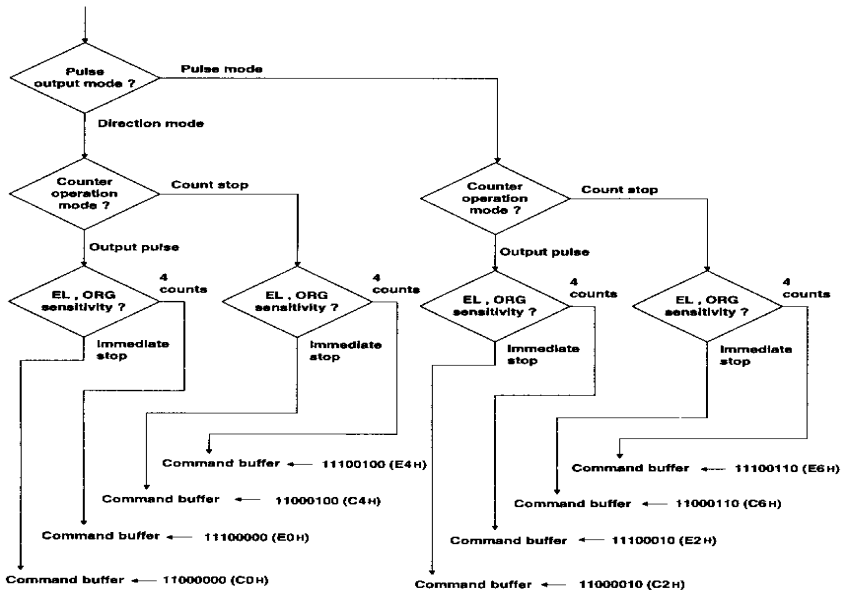 Pulse
output mode ?
Pulse mode
Direction mode
Counter
operation
mode ?
Count stop
Counter
operation
mode ?
Count stop
Output pulse
Output pulse
EL , ORG
sensitivity ?
4
counts
EL , ORG
sensitivity ?
4
counts
EL , ORG
sensitivity ?
4
counts
EL , ORG
sensitivity ?
4
counts
Immediate
stop
Immediate
stop
Immediate
stop
Immediate
stop
Command buffer ← 11100100 (E4H)
Command buffer ← 11100110 (E6H)
Command buffer ← 11000100 (C4H)
Command buffer ← 11000110 (C6H)
Command buffer ← 11100000 (E0H)
Command buffer ← 11100010 (E2H)
Command buffer ← 11000000 (C0H)
Command buffer ← 11000010 (C2H)